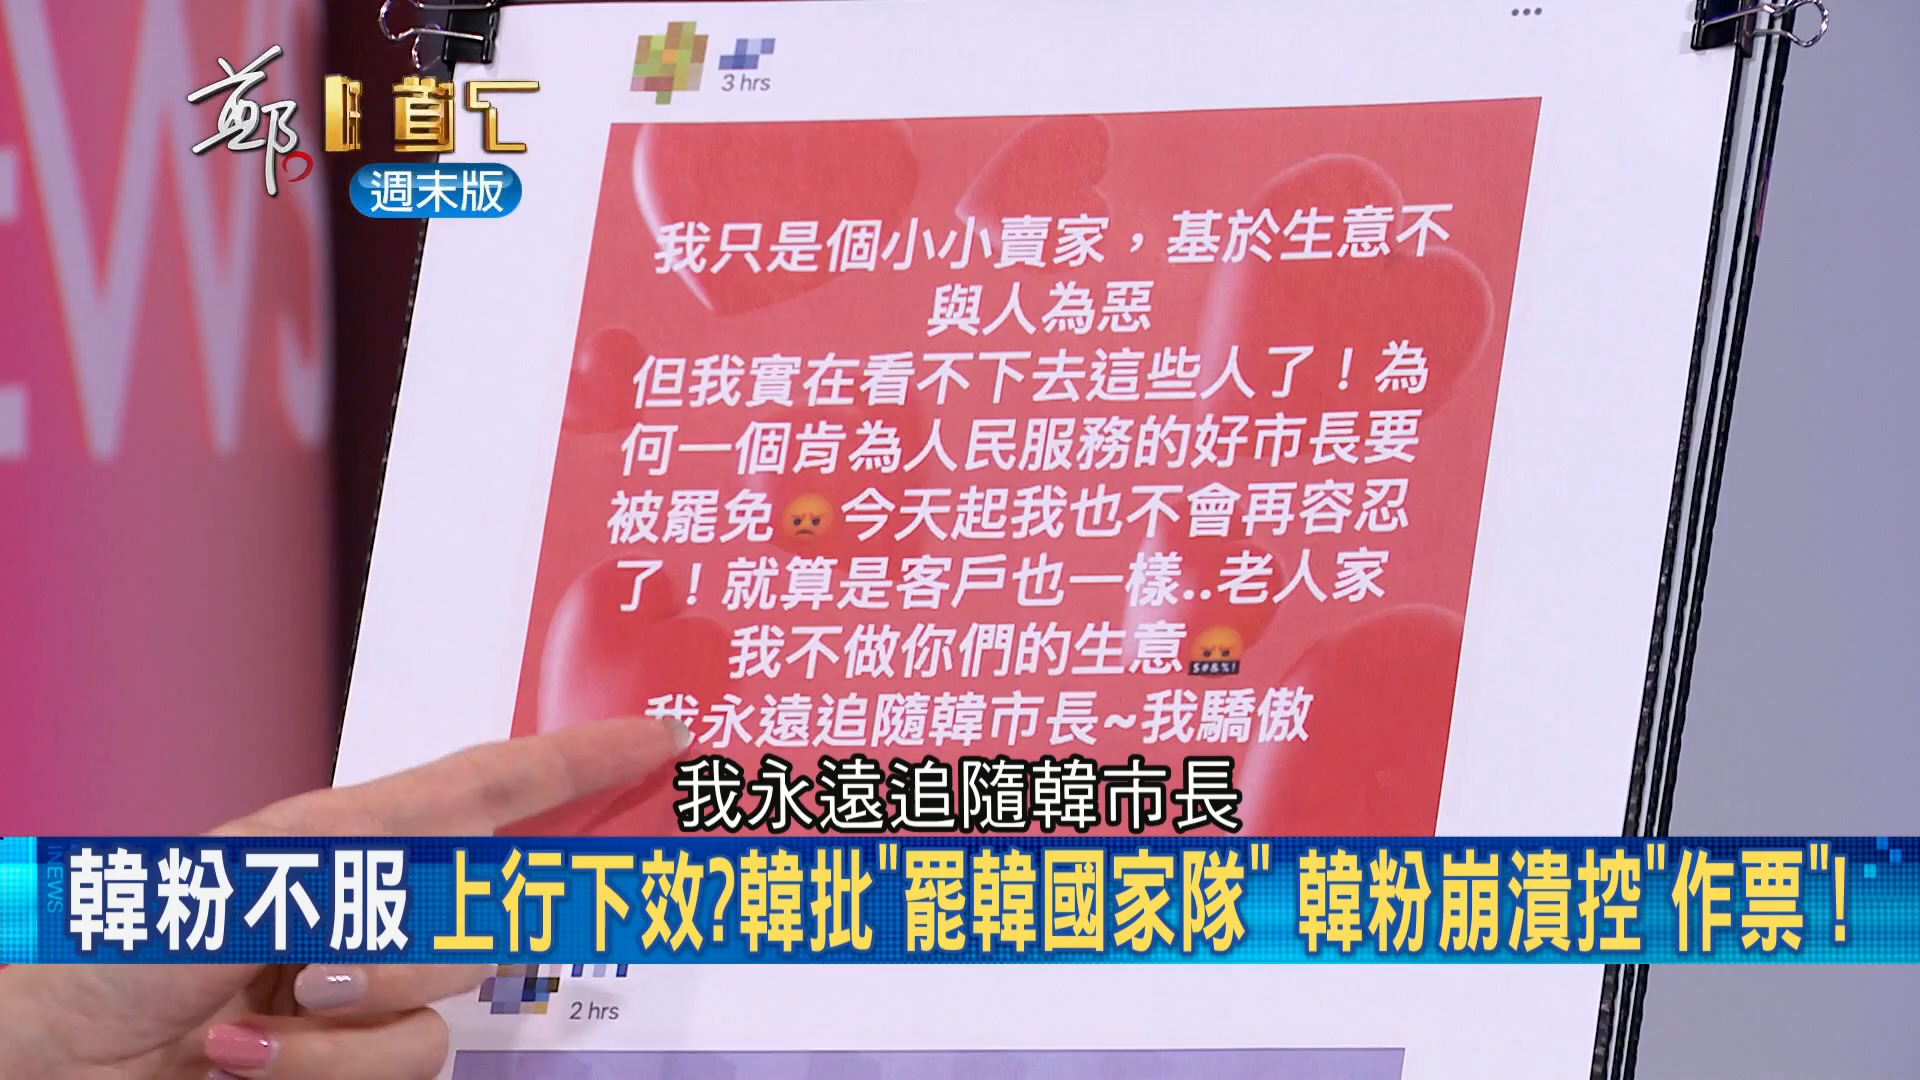 EWS
鄭
首
週末版
3 hrs
我只是個小小賣家，基於生意不
與人為惡
但我實在看不下去這些人了！為
何一個肯為人民服務的好市長要
被罷免😠今天起我也不會再容忍
了！就算是客戶也一樣..老人家
我不做你們的生意🤬
我永遠追隨韓市長~我驕傲
我永遠追隨韓市長
INEWS
韓粉不服 上行下效?韓批"罷韓國家隊" 韓粉崩潰控"作票"!
2 hrs